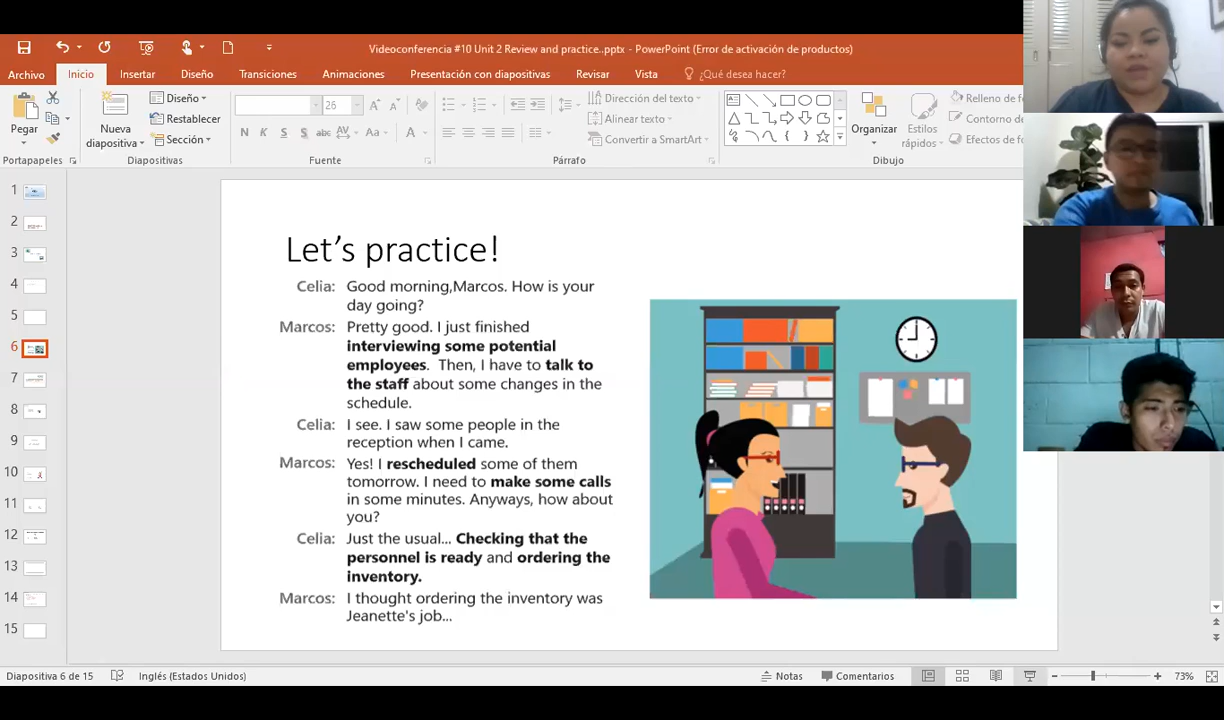 Videoconferencia #10 Unit 2 Review and practice..pptx - PowerPoint (Error de activación de productos)
Archivo Inicio Insertar Diseño Transiciones Animaciones Presentación con diapositivas Revisar Vista ¿Qué desea hacer?
Pegar
Nueva diapositiva
Diseño
Restablecer
Sección
26
N K S S abc AV Aa A
Dirección del texto
Alinear texto
Convertir a SmartArt
Organizar
Estilos rápidos
Relleno de
Contorno d
Efectos de
Portapapeles Diapositivas Fuente Párrafo Dibujo
1
2
3
4
5
6
7
8
9
10
11
12
13
14
15
Let's practice!
Celia: Good morning,Marcos. How is your
day going?
Marcos: Pretty good. I just finished
interviewing some potential
employees. Then, I have to talk to
the staff about some changes in the
schedule.
Celia: I see. I saw some people in the
reception when I came.
Marcos: Yes! I rescheduled some of them
tomorrow. I need to make some calls
in some minutes. Anyways, how about
you?
Celia: Just the usual... Checking that the
personnel is ready and ordering the
inventory.
Marcos: I thought ordering the inventory was
Jeanette's job...
Diapositiva 6 de 15 Inglés (Estados Unidos) Notas Comentarios 73%